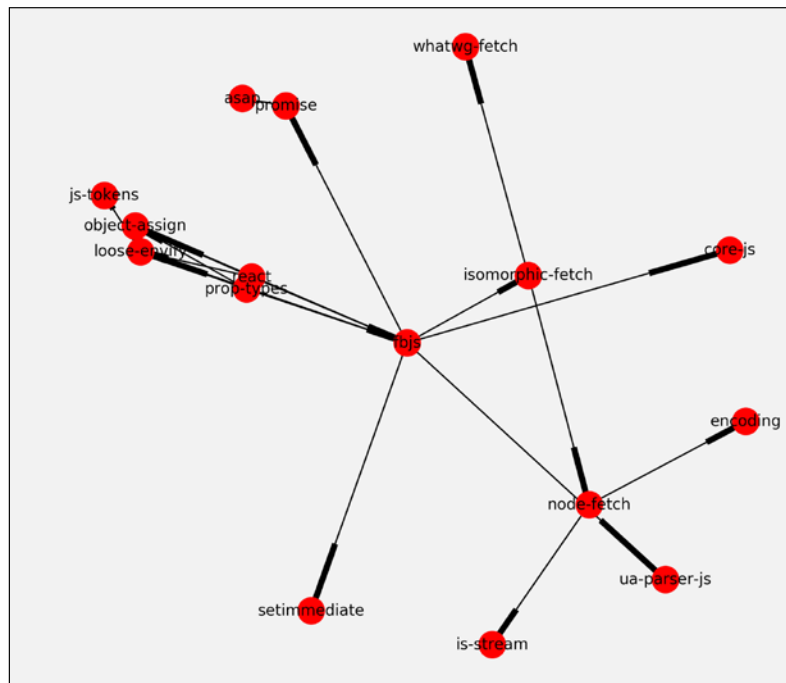 whatwg-fetch
asap
promise
js-tokens
object-assign
loose-envify
core-js
isomorphic-fetch
react
prop-types
fbjs
encoding
node-fetch
ua-parser-js
setimmediate
is-stream